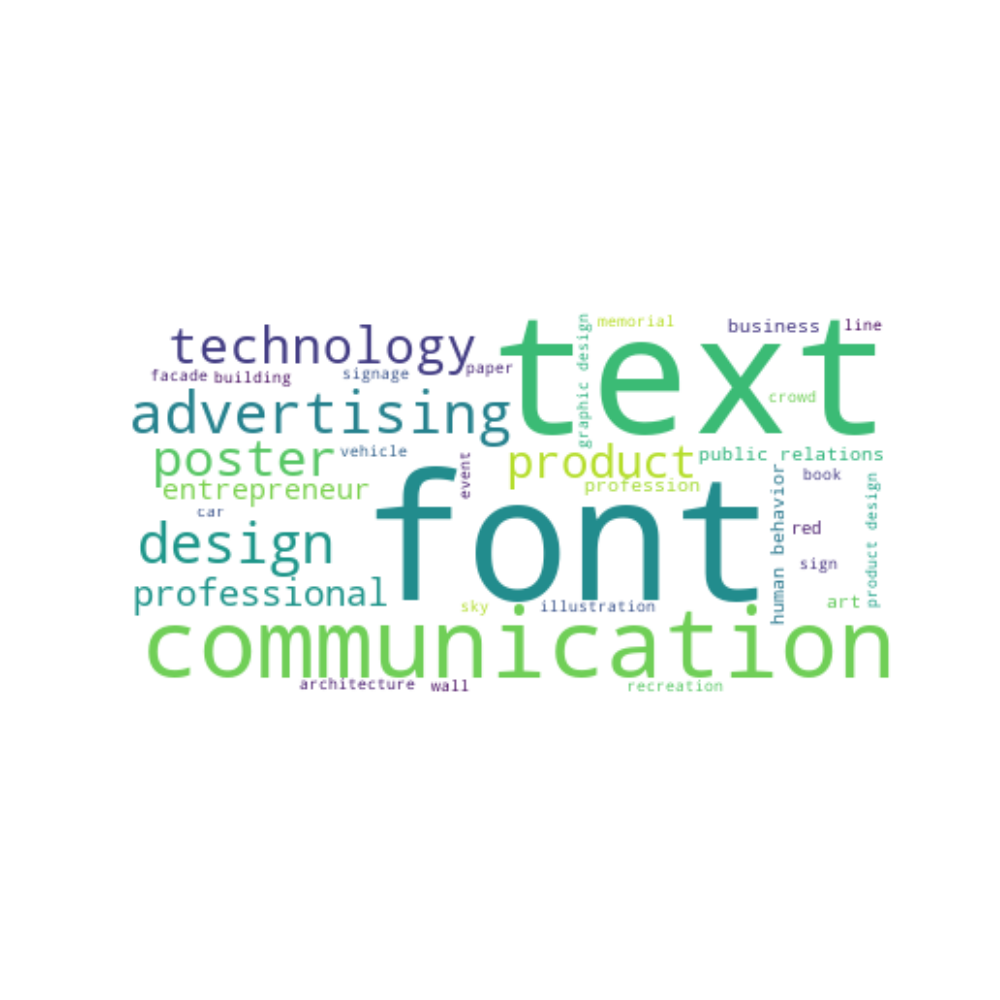 memorial
business
line
technology
text
graphic design
paper
facade
building
signage
crowd
advertising
poster
vehicle
product
public relations
entrepreneur
event
profession
book
car
font
human behavior
product design
red
design
sign
professional
sky
illustration
art
communication
architecture
wall
recreation